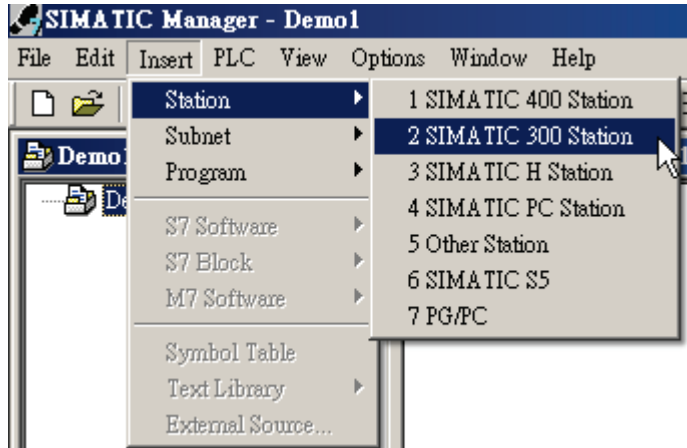 SIMATIC Manager - Demo1
File Edit Insert PLC View Options Window Help
Station
Subnet
Program
S7 Software
S7 Block
M7 Software
Symbol Table
Text Library
External Source...
1 SIMATIC 400 Station
2 SIMATIC 300 Station
3 SIMATIC H Station
4 SIMATIC PC Station
5 Other Station
6 SIMATIC S5
7 PG/PC
Demo
De